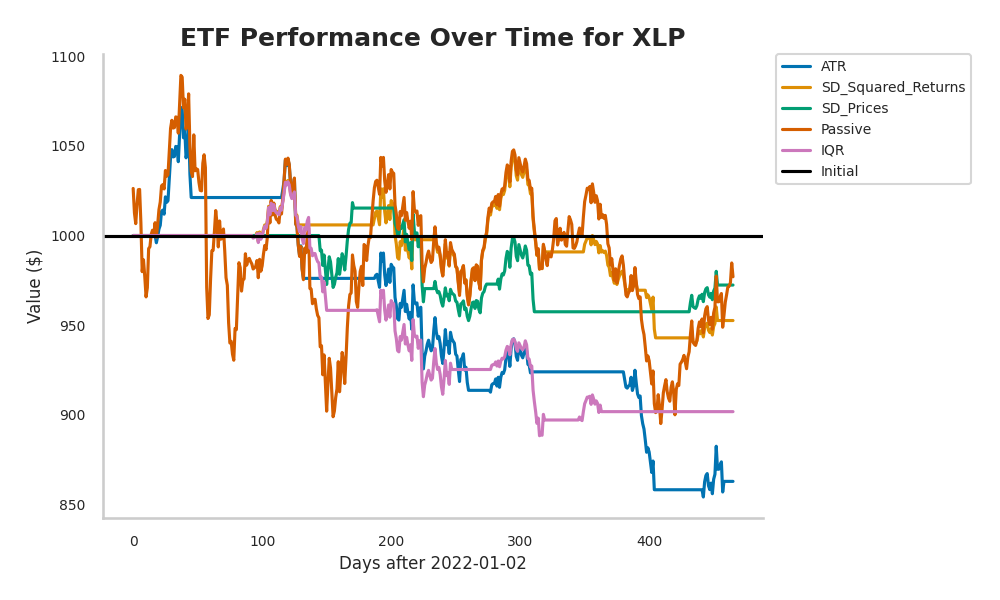 ETF Performance Over Time for XLP
1100
1050
1000
950
900
850
Value ($)
0 100 200 300 400
Days after 2022-01-02
ATR
SD_Squared_Returns
SD_Prices
Passive
IQR
Initial